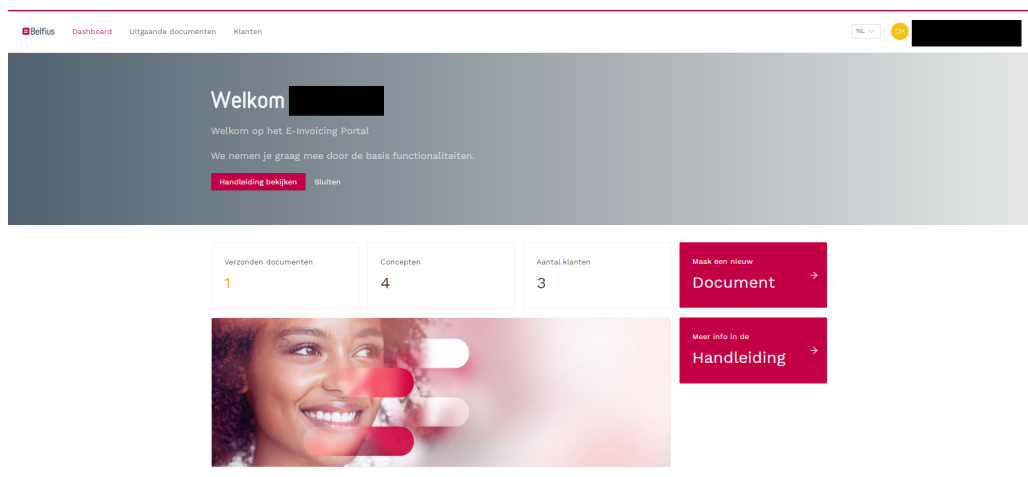 Belfius Dashboard Uitgaande documenten Klanten NL CH
Welkom
Welkom op het E-Invoicing Portal
We nemen je graag mee door de basis functionaliteiten.
Handleiding bekijken Sluiten
Verzonden documenten
1
Concepten
4
Aantal klanten
3
Maak een nieuw
Document
Meer info in de
Handleiding